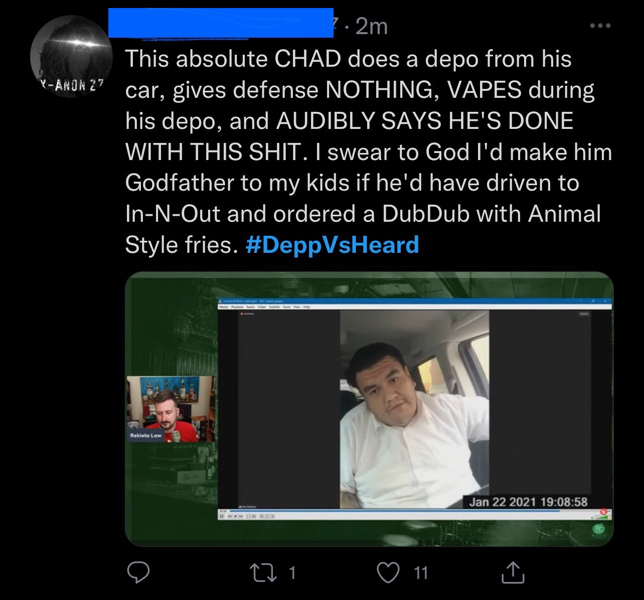 · 2m
X-ANON 27
This absolute CHAD does a depo from his
car, gives defense NOTHING, VAPES during
his depo, and AUDIBLY SAYS HE'S DONE
WITH THIS SHIT. I swear to God I'd make him
Godfather to my kids if he'd have driven to
In-N-Out and ordered a DubDub with Animal
Style fries. #DeppVsHeard
Rekieta Law
Jan 22 2021 19:08:58
1
11